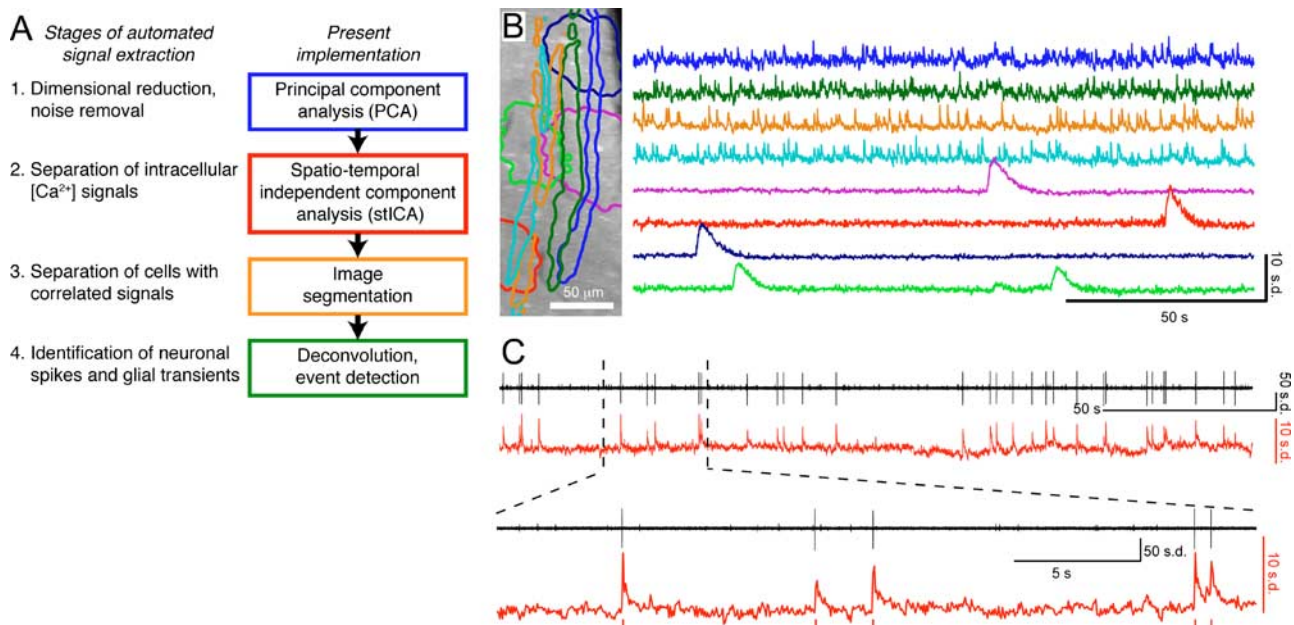 A
Stages of automated
signal extraction
Present
implementation
1. Dimensional reduction,
noise removal
Principal component
analysis (PCA)
2. Separation of intracellular
[Ca²⁺] signals
Spatio-temporal
independent component
analysis (stICA)
3. Separation of cells with
correlated signals
Image
segmentation
4. Identification of neuronal
spikes and glial transients
Deconvolution,
event detection
B
50 μm
10 s.d.
50 s
C
50 s.d.
50 s
10 s.d.
50 s.d.
5 s
10 s.d.